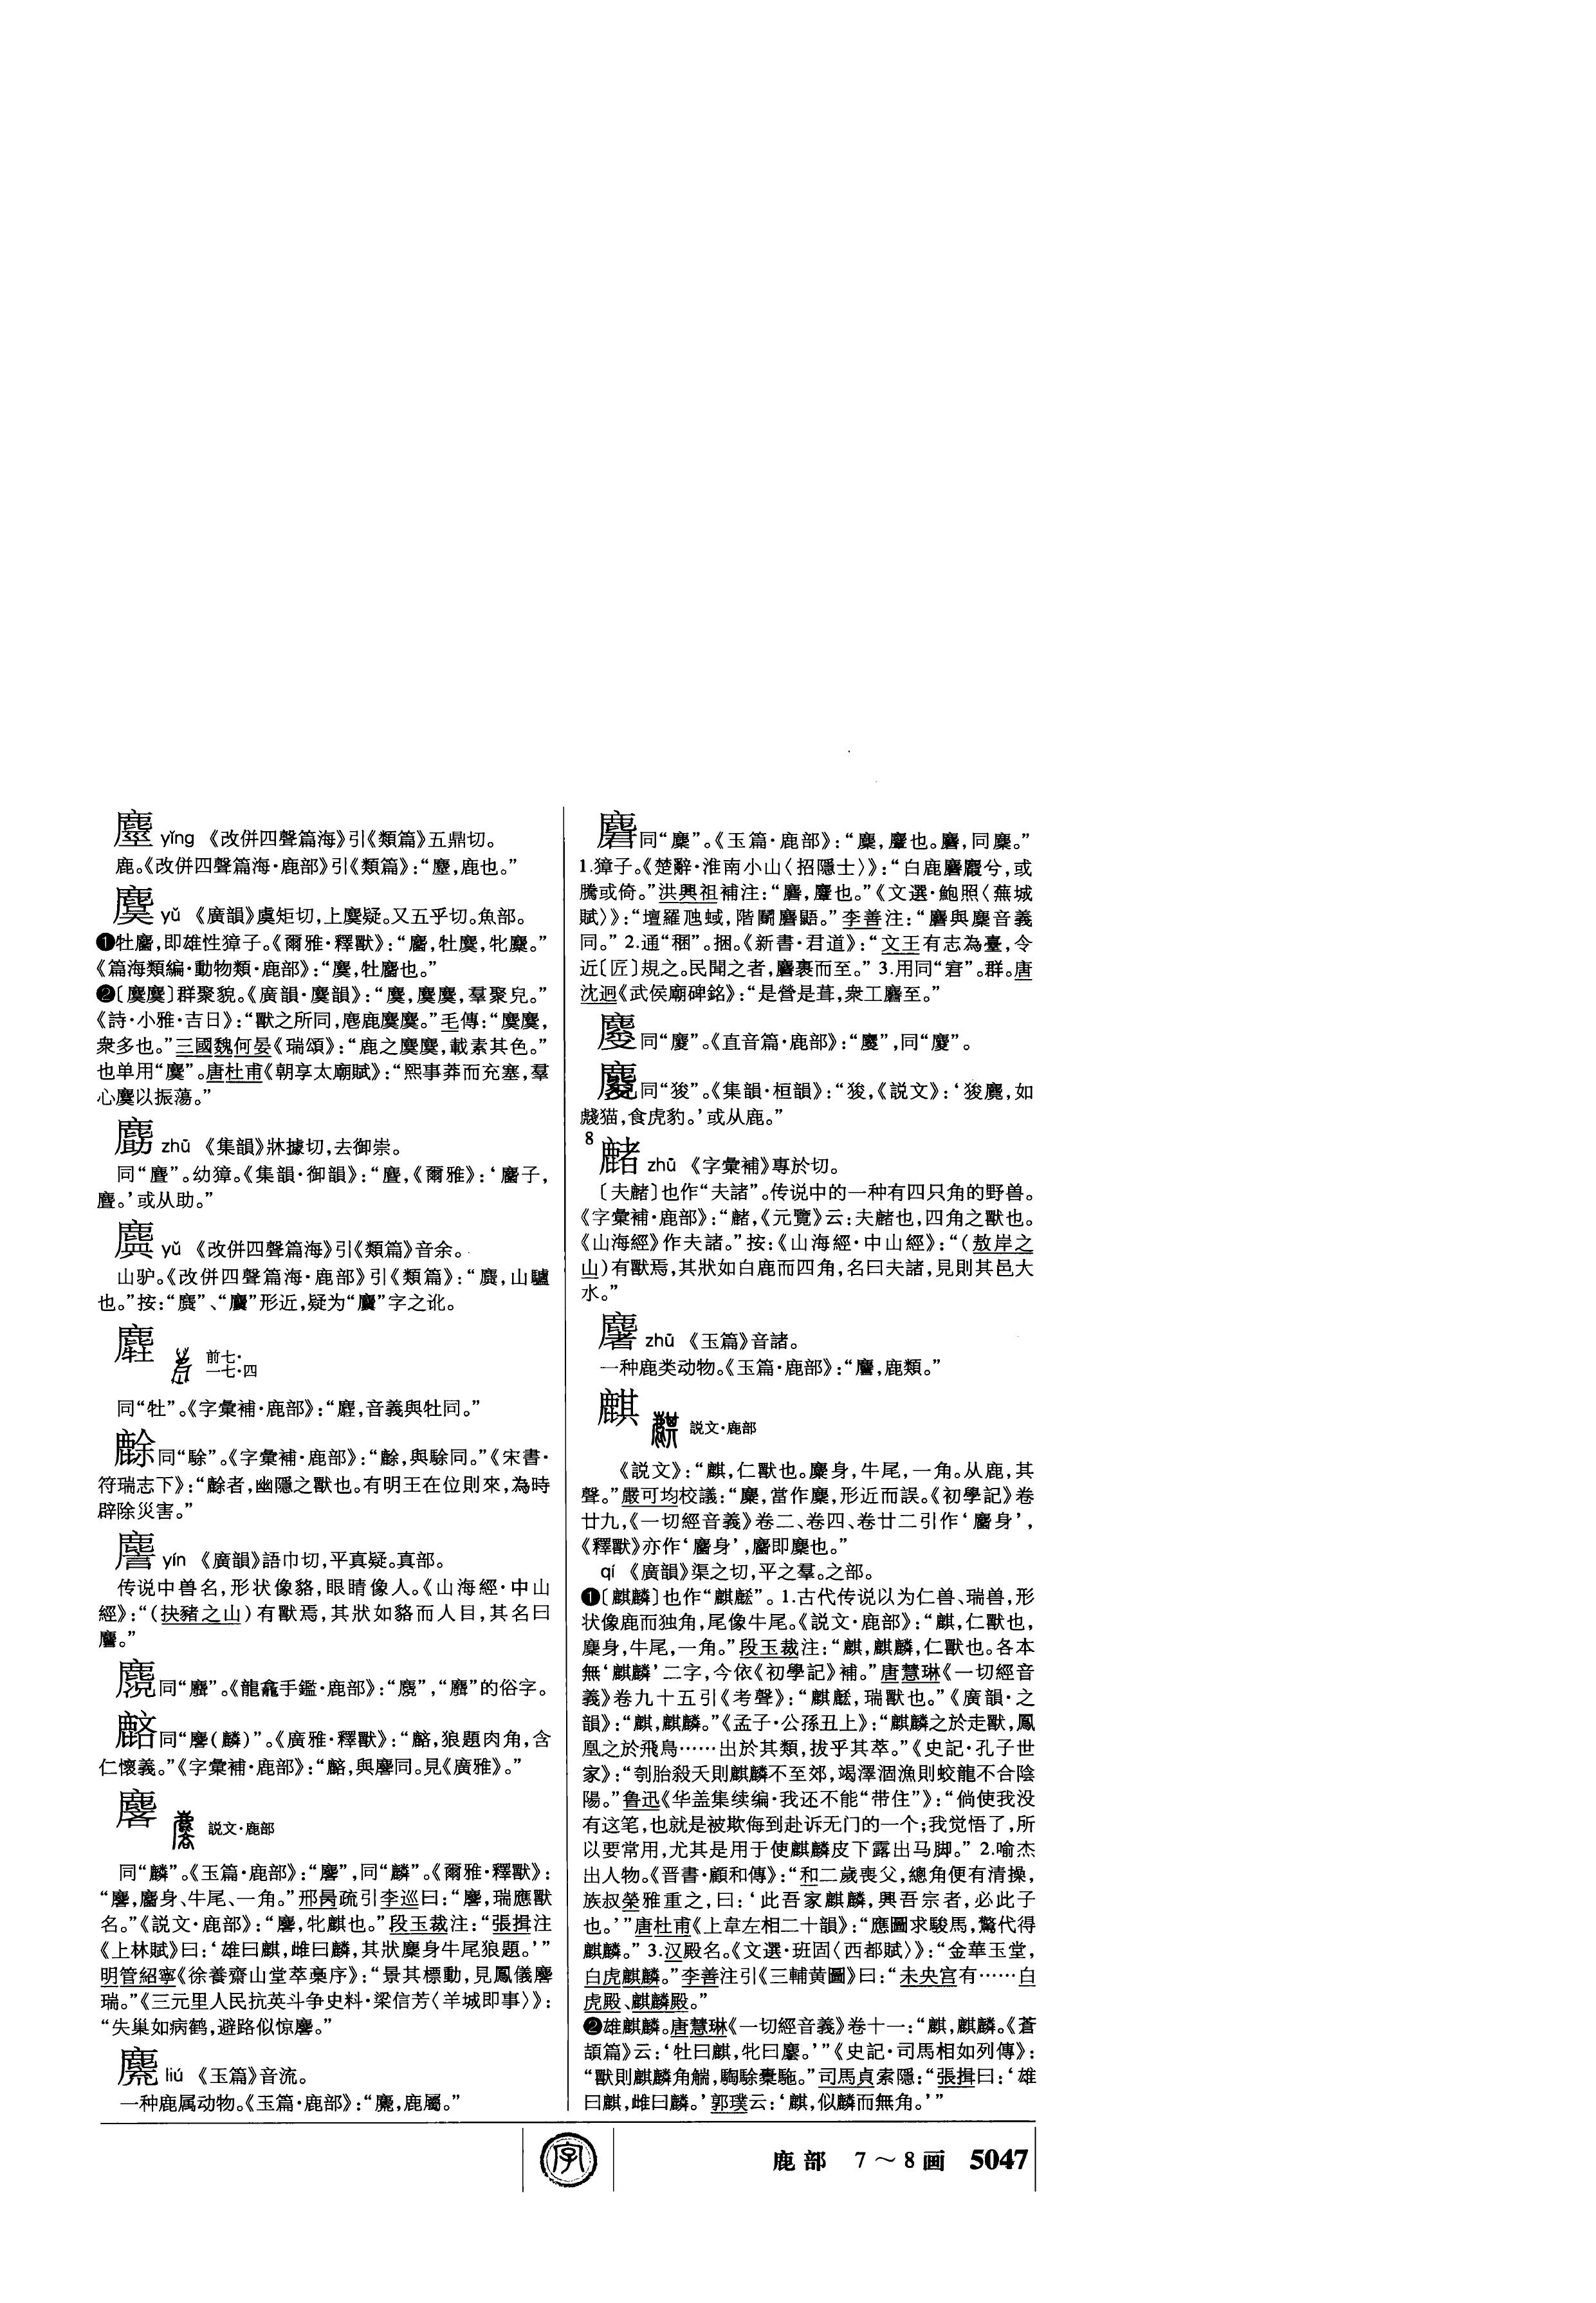 yǐng 《改併四聲篇海》引《類篇》五鼎切。
鹿。《改併四聲篇海·鹿部》引《類篇》：“，鹿也。”
麌 yǔ 《廣韻》虞矩切，上麌疑。又五乎切。魚部。
❶牡麕，即雄性獐子。《爾雅·釋獸》：“麕，牡麌，牝麜。”
《篇海類編·動物類·鹿部》：“麌，牡麕也。”
❷〔麌麌〕群聚貌。《廣韻·麌韻》：“麌，麌麌，羣聚皃。”
《詩·小雅·吉日》：“獸之所同，麀鹿麌麌。”毛傳：“麌麌，
衆多也。”三國魏何晏《瑞頌》：“鹿之麌麌，載素其色。”
也单用“麌”。唐杜甫《朝享太廟賦》：“熙事莽而充塞，羣
心麌以振蕩。”
zhù 《集韻》牀據切，去御崇。
同“麆”。幼獐。《集韻·御韻》：“麆，《爾雅》：‘麕子，
麆。’或从助。”
yǔ 《改併四聲篇海》引《類篇》音余。
山驴。《改併四聲篇海·鹿部》引《類篇》：“，山驢
也。”按：“”、“”形近，疑为“”字之讹。
前七·
一七·四
同“牡”。《字彙補·鹿部》：“，音義與牡同。”
同“駼”。《字彙補·鹿部》：“，與駼同。”《宋書·
符瑞志下》：“者，幽隱之獸也。有明王在位則來，為時
辟除災害。”
yín 《廣韻》語巾切，平真疑。真部。
传说中兽名，形状像貉，眼睛像人。《山海經·中山
經》：“（抉豬之山）有獸焉，其狀如貉而人目，其名曰
。”
同“”。《龍龕手鑑·鹿部》：“”，“”的俗字。
同“麐（麟）”。《廣雅·釋獸》：“，狼題肉角，含
仁懷義。”《字彙補·鹿部》：“，與麐同。見《廣雅》。”
麐 説文·鹿部
同“麟”。《玉篇·鹿部》：“麐”，同“麟”。《爾雅·釋獸》：
“麐，麕身、牛尾、一角。”邢昺疏引李巡曰：“麐，瑞應獸
名。”《説文·鹿部》：“麐，牝麒也。”段玉裁注：“張揖注
《上林賦》曰：‘雄曰麒，雌曰麟，其狀麋身牛尾狼題。’”
明管紹寧《徐養齋山堂萃藁序》：“景其標動，見鳳儀麐
瑞。”《三元里人民抗英斗争史料·梁信芳〈羊城即事〉》：
“失巢如病鹤，避路似惊麐。”
liú 《玉篇》音流。
一种鹿属动物。《玉篇·鹿部》：“，鹿屬。”
麏 同“麇”。《玉篇·鹿部》：“麇，麞也。麏，同麇。”
1.獐子。《楚辭·淮南小山〈招隱士〉》：“白鹿麏麚兮，或
騰或倚。”洪興祖補注：“麏，麞也。”《文選·鮑照〈蕪城
賦〉》：“壇羅虺蜮，階鬭麏鼯。”李善注：“麏與麇音義
同。” 2.通“稇”。捆。《新書·君道》：“文王有志為臺，令
近〔匠〕規之。民聞之者，麏裹而至。” 3.用同“宭”。群。唐
沈迥《武侯廟碑銘》：“是營是葺，衆工麏至。”
同“”。《直音篇·鹿部》：“”，同“”。
同“狻”。《集韻·桓韻》：“狻，《説文》：‘狻麑，如
虦猫，食虎豹。’或从鹿。”
8
zhū 《字彙補》專於切。
〔夫〕也作“夫諸”。传说中的一种有四只角的野兽。
《字彙補·鹿部》：“，《元覽》云：夫也，四角之獸也。
《山海經》作夫諸。”按：《山海經·中山經》：“（敖岸之
山）有獸焉，其狀如白鹿而四角，名曰夫諸，見則其邑大
水。”
zhū 《玉篇》音諸。
一种鹿类动物。《玉篇·鹿部》：“，鹿類。”
麒 説文·鹿部
《説文》：“麒，仁獸也。麋身，牛尾，一角。从鹿，其
聲。”嚴可均校議：“麋，當作麇，形近而誤。《初學記》卷
廿九，《一切經音義》卷二、卷四、卷廿二引作‘麕身’，
《釋獸》亦作‘麕身’，麕即麇也。”
qí 《廣韻》渠之切，平之羣。之部。
❶〔麒麟〕也作“麒”。 1.古代传说以为仁兽、瑞兽，形
状像鹿而独角，尾像牛尾。《説文·鹿部》：“麒，仁獸也，
麋身，牛尾，一角。”段玉裁注：“麒，麒麟，仁獸也。各本
無‘麒麟’二字，今依《初學記》補。”唐慧琳《一切經音
義》卷九十五引《考聲》：“麒，瑞獸也。”《廣韻·之
韻》：“麒，麒麟。”《孟子·公孫丑上》：“麒麟之於走獸，鳳
凰之於飛鳥……出於其類，拔乎其萃。”《史記·孔子世
家》：“刳胎殺夭則麒麟不至郊，竭澤涸漁則蛟龍不合陰
陽。”鲁迅《华盖集续编·我还不能“带住”》：“倘使我没
有这笔，也就是被欺侮到赴诉无门的一个；我觉悟了，所
以要常用，尤其是用于使麒麟皮下露出马脚。” 2.喻杰
出人物。《晋書·顧和傳》：“和二歲喪父，總角便有清操，
族叔榮雅重之，曰：‘此吾家麒麟，興吾宗者，必此子
也。’”唐杜甫《上韋左相二十韻》：“應圖求駿馬，驚代得
麒麟。” 3.汉殿名。《文選·班固〈西都賦〉》：“金華玉堂，
白虎麒麟。”李善注引《三輔黄圖》曰：“未央宫有……白
虎殿、麒麟殿。”
❷雄麒麟。唐慧琳《一切經音義》卷十一：“麒，麒麟。《蒼
頡篇》云：‘牡曰麒，牝曰麐。’”《史記·司馬相如列傳》：
“獸則麒麟角䚗，騊駼橐駞。”司馬貞索隱：“張揖曰：‘雄
曰麒，雌曰麟。’郭璞云：‘麒，似麟而無角。’”
字
鹿部 7～8画 5047